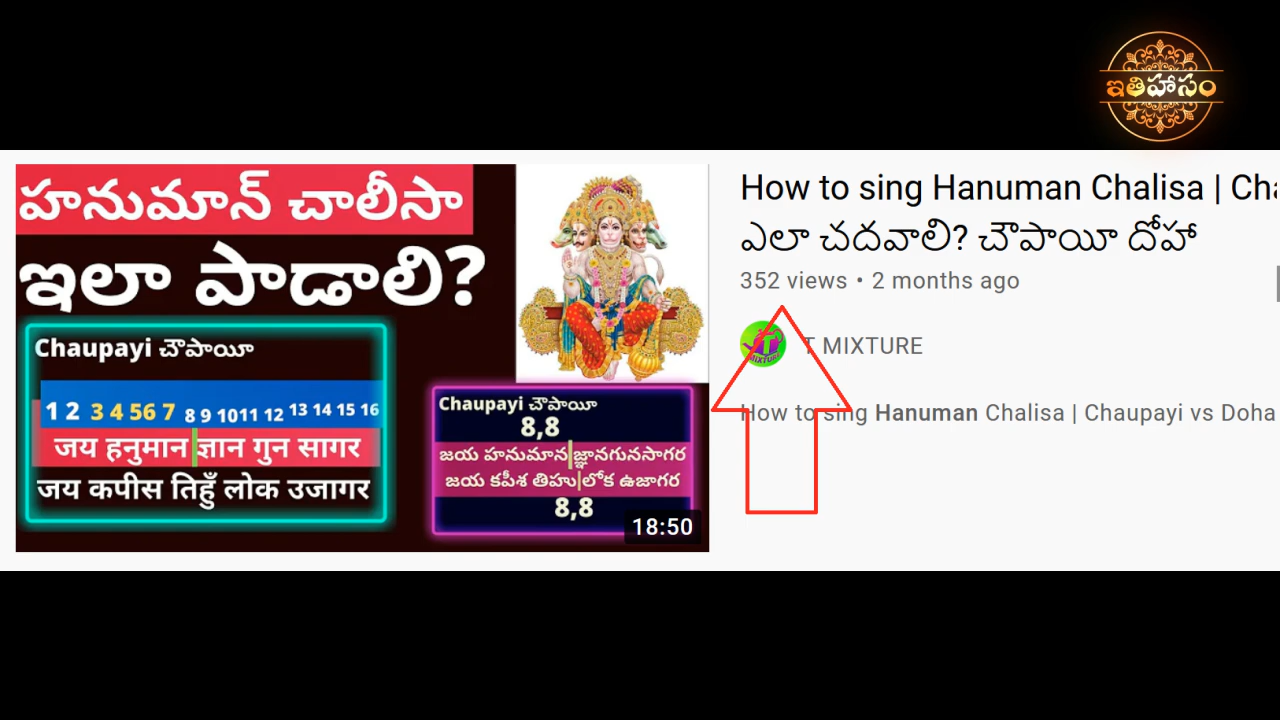 ఇతిహాసం
హనుమాన్ చాలీసా
ఇలా పాడాలి?
Chaupayi చౌపాయీ
1 2 3 4 5 6 7 8 9 10 11 12 13 14 15 16
जय हनुमान ज्ञान गुन सागर
जय कपीस तिहुँ लोक उजागर
Chaupayi చౌపాయీ
8,8
జయ హనుమాన జ్ఞానగునసాగర
జయ కపీశ తిహు లోక ఉజాగర
8,8
18:50
How to sing Hanuman Chalisa | Cha
ఎలా చదవాలి? చౌపాయీ దోహా
352 views • 2 months ago
T MIXTURE
How to sing Hanuman Chalisa | Chaupayi vs Doha